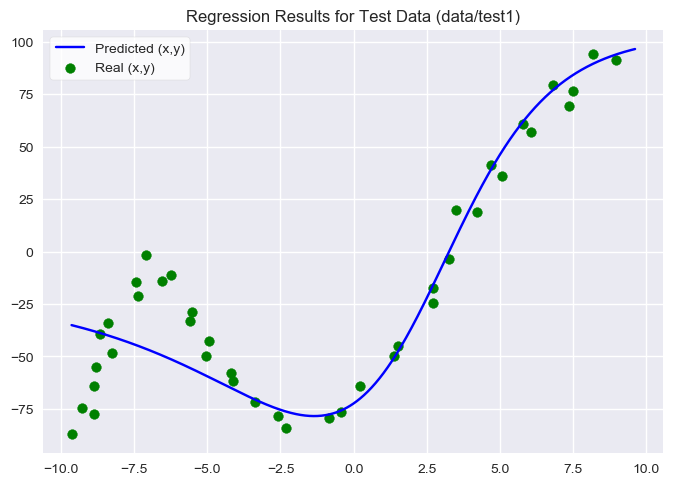 Regression Results for Test Data (data/test1)
Predicted (x,y)
Real (x,y)
100
75
50
25
0
−25
−50
−75
−10.0 −7.5 −5.0 −2.5 0.0 2.5 5.0 7.5 10.0